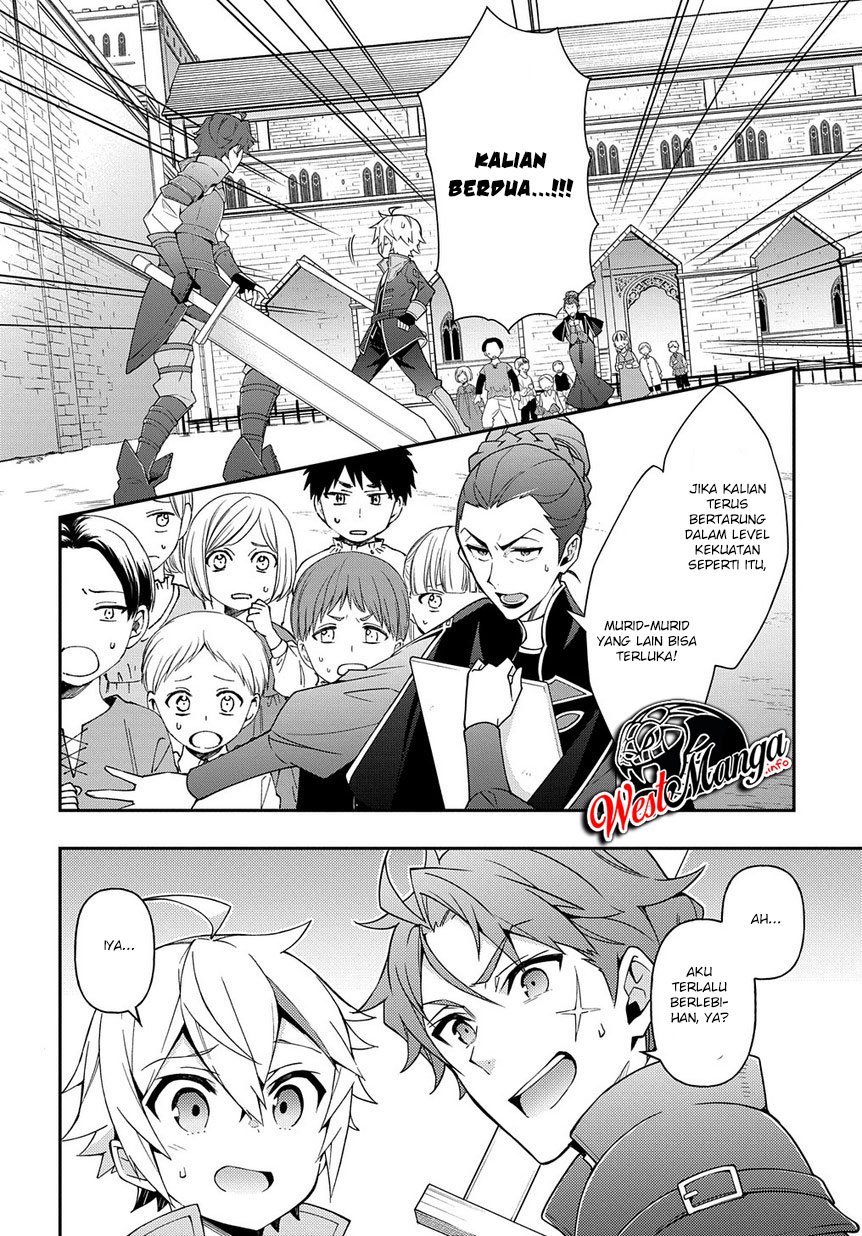 KALIAN
BERDUA...!!!
JIKA KALIAN
TERUS
BERTARUNG
DALAM LEVEL
KEKUATAN
SEPERTI ITU,
MURID-MURID
YANG LAIN BISA
TERLUKA!
WestManga
.info
AH...
AKU
TERLALU
BERLEBI-
HAN, YA?
IYA...